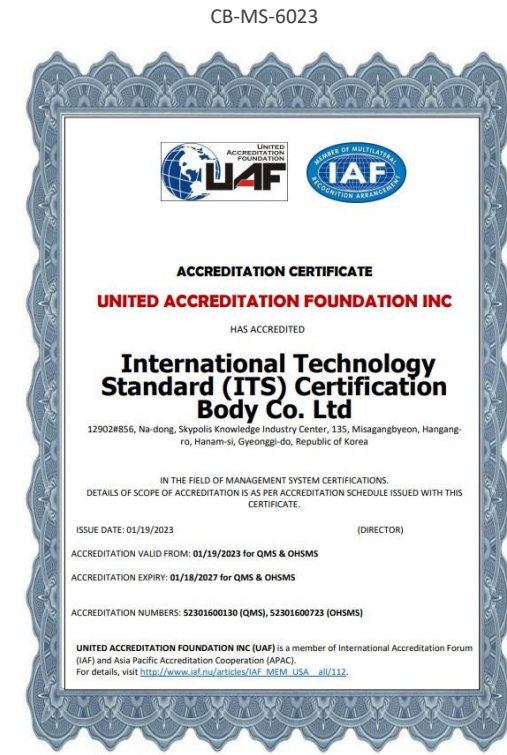 CB-MS-6023
UNITED
ACCREDITATION
FOUNDATION
UAF
MEMBER OF MULTILATERAL
IAF
RECOGNITION ARRANGEMENT
ACCREDITATION CERTIFICATE
UNITED ACCREDITATION FOUNDATION INC
HAS ACCREDITED
International Technology
Standard (ITS) Certification
Body Co. Ltd
12902#856, Na-dong, Skypolis Knowledge Industry Center, 135, Misagangbyeon, Hangang-
ro, Hanam-si, Gyeonggi-do, Republic of Korea
IN THE FIELD OF MANAGEMENT SYSTEM CERTIFICATIONS.
DETAILS OF SCOPE OF ACCREDITATION IS AS PER ACCREDITATION SCHEDULE ISSUED WITH THIS
CERTIFICATE.
ISSUE DATE: 01/19/2023 (DIRECTOR)
ACCREDITATION VALID FROM: 01/19/2023 for QMS & OHSMS
ACCREDITATION EXPIRY: 01/18/2027 for QMS & OHSMS
ACCREDITATION NUMBERS: 52301600130 (QMS), 52301600723 (OHSMS)
UNITED ACCREDITATION FOUNDATION INC (UAF) is a member of International Accreditation Forum
(IAF) and Asia Pacific Accreditation Cooperation (APAC).
For details, visit http://www.iaf.nu/articles/IAF_MEM_USA__all/112.